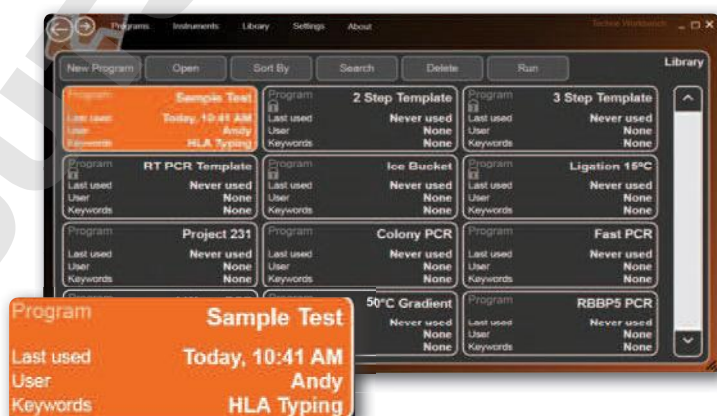 Programs Instruments Library Settings About Techne Workbench
Library
New Program Open Sort By Search Delete Run
Program Sample Test
Last used Today, 10:41 AM
User Andy
Keywords HLA Typing
Program 2 Step Template
Last used Never used
User None
Keywords None
Program 3 Step Template
Last used Never used
User None
Keywords None
Program RT PCR Template
Last used Never used
User None
Keywords None
Program Ice Bucket
Last used Never used
User None
Keywords None
Program Ligation 15ºC
Last used Never used
User None
Keywords None
Program Project 231
Last used Never used
User None
Keywords None
Program Colony PCR
Last used Never used
User None
Keywords None
Program Fast PCR
Last used Never used
User None
Keywords None
50°C Gradient
Never used
None
None
Program RBBP5 PCR
Last used Never used
User None
Keywords None
Program Sample Test
Last used Today, 10:41 AM
User Andy
Keywords HLA Typing